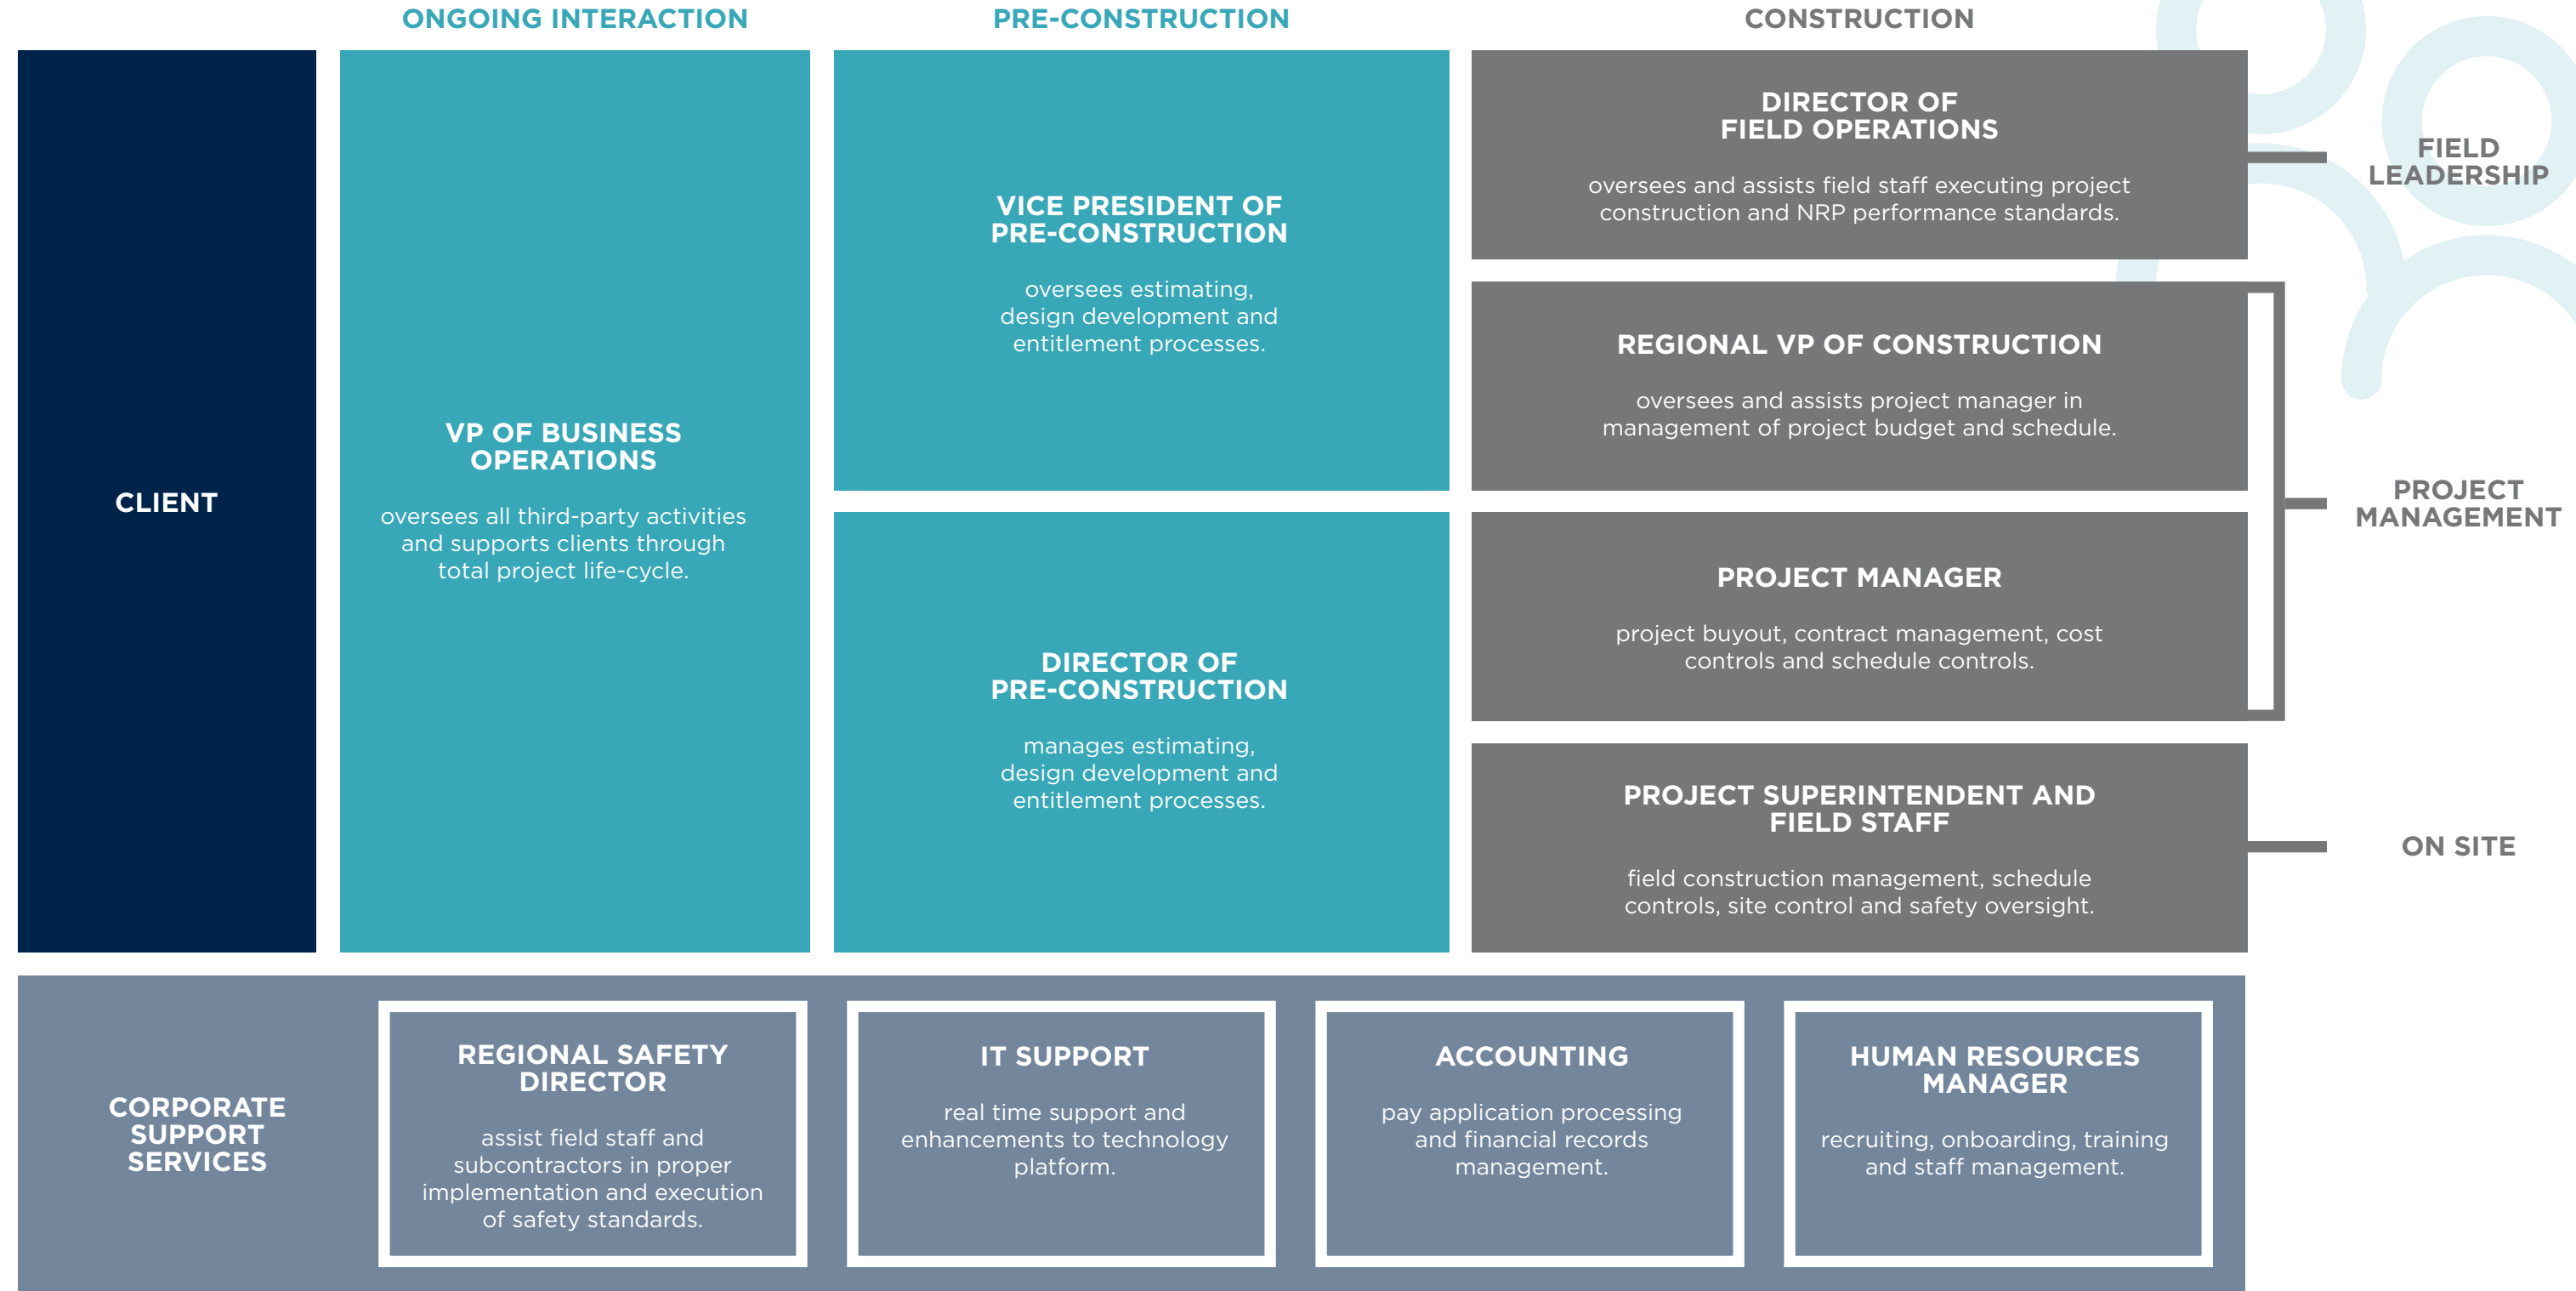 ONGOING INTERACTION
PRE-CONSTRUCTION
CONSTRUCTION
CLIENT
VP OF BUSINESS
OPERATIONS
oversees all third-party activities
and supports clients through
total project life-cycle.
VICE PRESIDENT OF
PRE-CONSTRUCTION
oversees estimating,
design development and
entitlement processes.
DIRECTOR OF
PRE-CONSTRUCTION
manages estimating,
design development and
entitlement processes.
DIRECTOR OF
FIELD OPERATIONS
oversees and assists field staff executing project
construction and NRP performance standards.
FIELD
LEADERSHIP
REGIONAL VP OF CONSTRUCTION
oversees and assists project manager in
management of project budget and schedule.
PROJECT MANAGER
project buyout, contract management, cost
controls and schedule controls.
PROJECT
MANAGEMENT
PROJECT SUPERINTENDENT AND
FIELD STAFF
field construction management, schedule
controls, site control and safety oversight.
ON SITE
CORPORATE
SUPPORT
SERVICES
REGIONAL SAFETY
DIRECTOR
assist field staff and
subcontractors in proper
implementation and execution
of safety standards.
IT SUPPORT
real time support and
enhancements to technology
platform.
ACCOUNTING
pay application processing
and financial records
management.
HUMAN RESOURCES
MANAGER
recruiting, onboarding, training
and staff management.